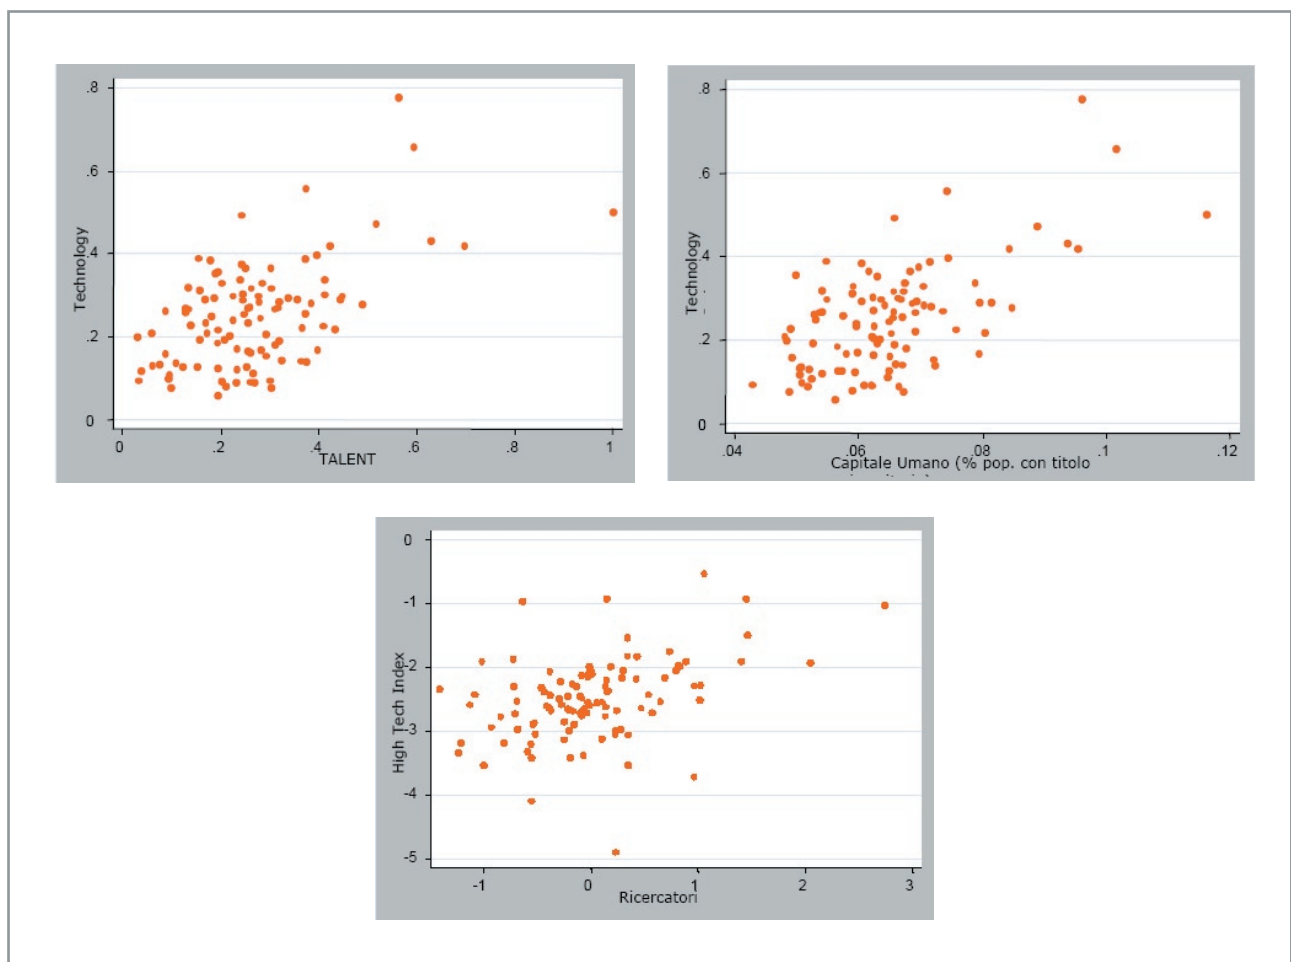 .8
.6
.4
.2
0
Technology
0 .2 .4 .6 .8 1
TALENT
.8
.6
.4
.2
0
Technology
.04 .06 .08 .1 .12
Capitale Umano (% pop. con titolo
0
-1
-2
-3
-4
-5
High Tech Index
-1 0 1 2 3
Ricercatori